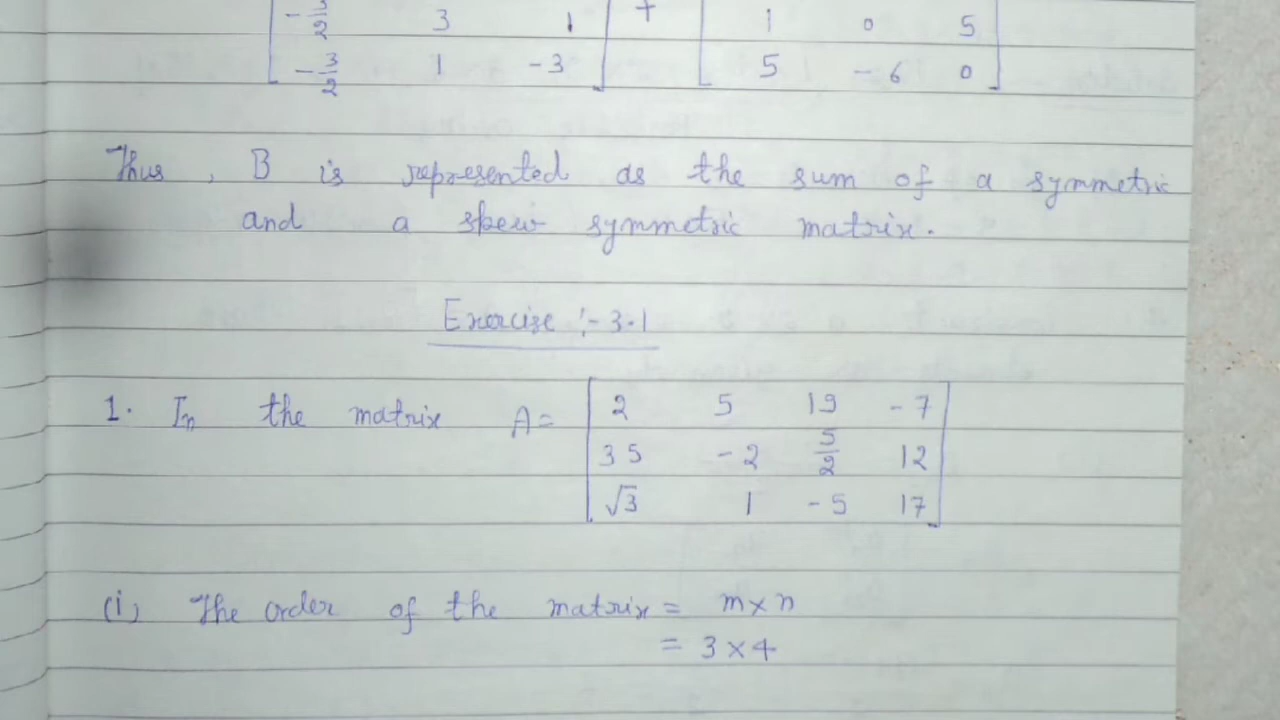 -3/2 3 1 + 1 0 5
-3/2 1 -3 5 -6 0
Thus, B is represented as the sum of a symmetric
and a skew symmetric matrix.
Exercise :- 3.1
1. In the matrix A= 2 5 19 -7
35 -2 5/2 12
√3 1 -5 17
(i) The order of the matrix = m×n
= 3×4